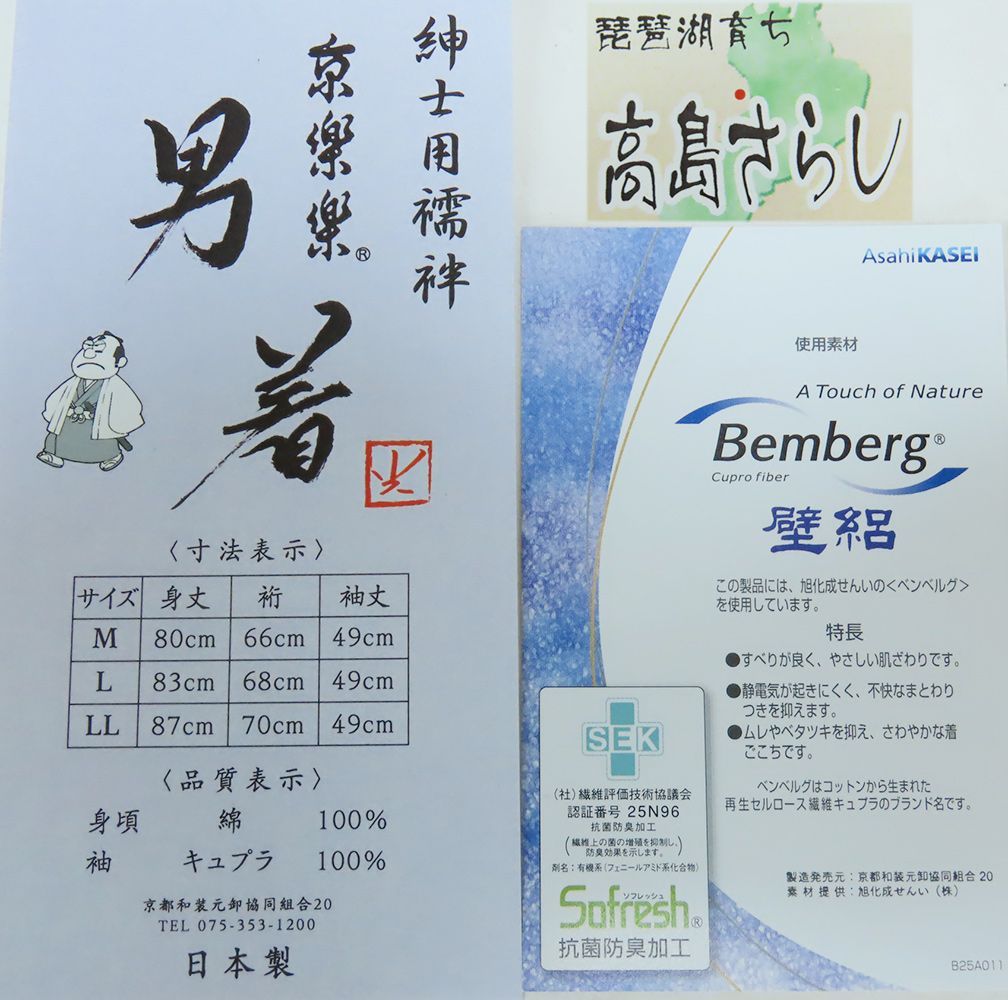 紳士用襦袢
京樂樂®
男着
〈寸法表示〉
サイズ 身丈 裄 袖丈
M 80cm 66cm 49cm
L 83cm 68cm 49cm
LL 87cm 70cm 49cm
〈品質表示〉
身頃 綿 100%
袖 キュプラ 100%
京都和装元卸協同組合20
TEL 075-353-1200
日本製
琵琶湖育ち
高島さらし
AsahiKASEI
使用素材
A Touch of Nature
Bemberg®
Cupro fiber
壁絽
この製品には、旭化成せんいの<ベンベルグ>
を使用しています。
特長
●すべりが良く、やさしい肌ざわりです。
●静電気が起きにくく、不快なまとわり
つきを抑えます。
●ムレやベタツキを抑え、さわやかな着
ごこちです。
ベンベルグはコットンから生まれた
再生セルロース繊維キュプラのブランド名です。
製造発売元：京都和装元卸協同組合20
素材提供：旭化成せんい（株）
B25A011
SEK
（社）繊維評価技術協議会
認証番号 25N96
抗菌防臭加工
（繊維上の菌の増殖を抑制し、
防臭効果を示します。）
剤名：有機系（フェニールアミド系化合物）
ソフレッシュ
Sofresh®
抗菌防臭加工